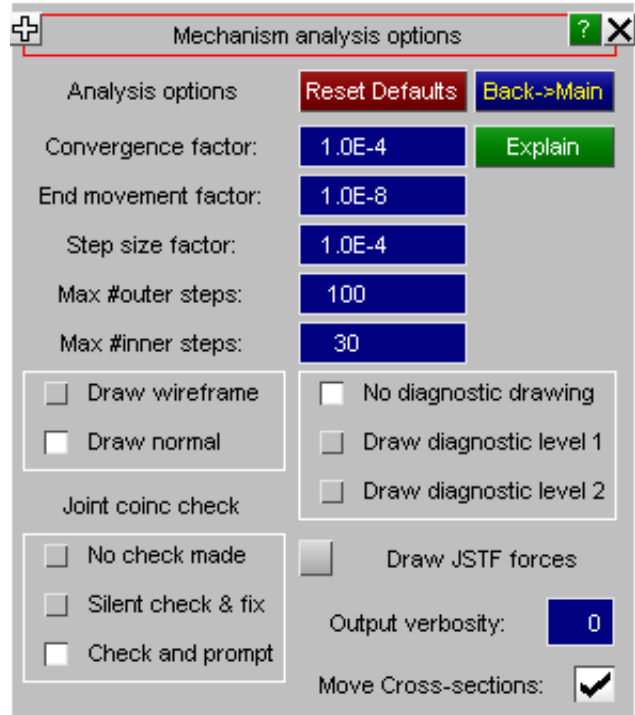 Mechanism analysis options ?
Analysis options Reset Defaults Back->Main
Convergence factor: 1.0E-4 Explain
End movement factor: 1.0E-8
Step size factor: 1.0E-4
Max #outer steps: 100
Max #inner steps: 30
Draw wireframe No diagnostic drawing
Draw normal Draw diagnostic level 1
Draw diagnostic level 2
Joint coinc check
No check made Draw JSTF forces
Silent check & fix Output verbosity: 0
Check and prompt
Move Cross-sections: